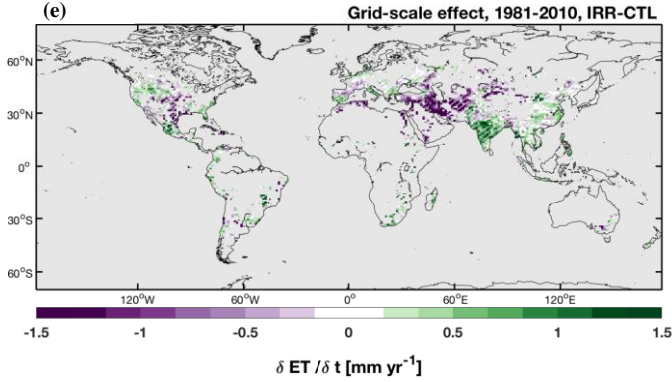 (e) Grid-scale effect, 1981-2010, IRR-CTL
60°N
30°N
0°
30°S
60°S
120°W 60°W 0° 60°E 120°E
-1.5 -1 -0.5 0 0.5 1 1.5
δ ET /δ t [mm yr⁻¹]